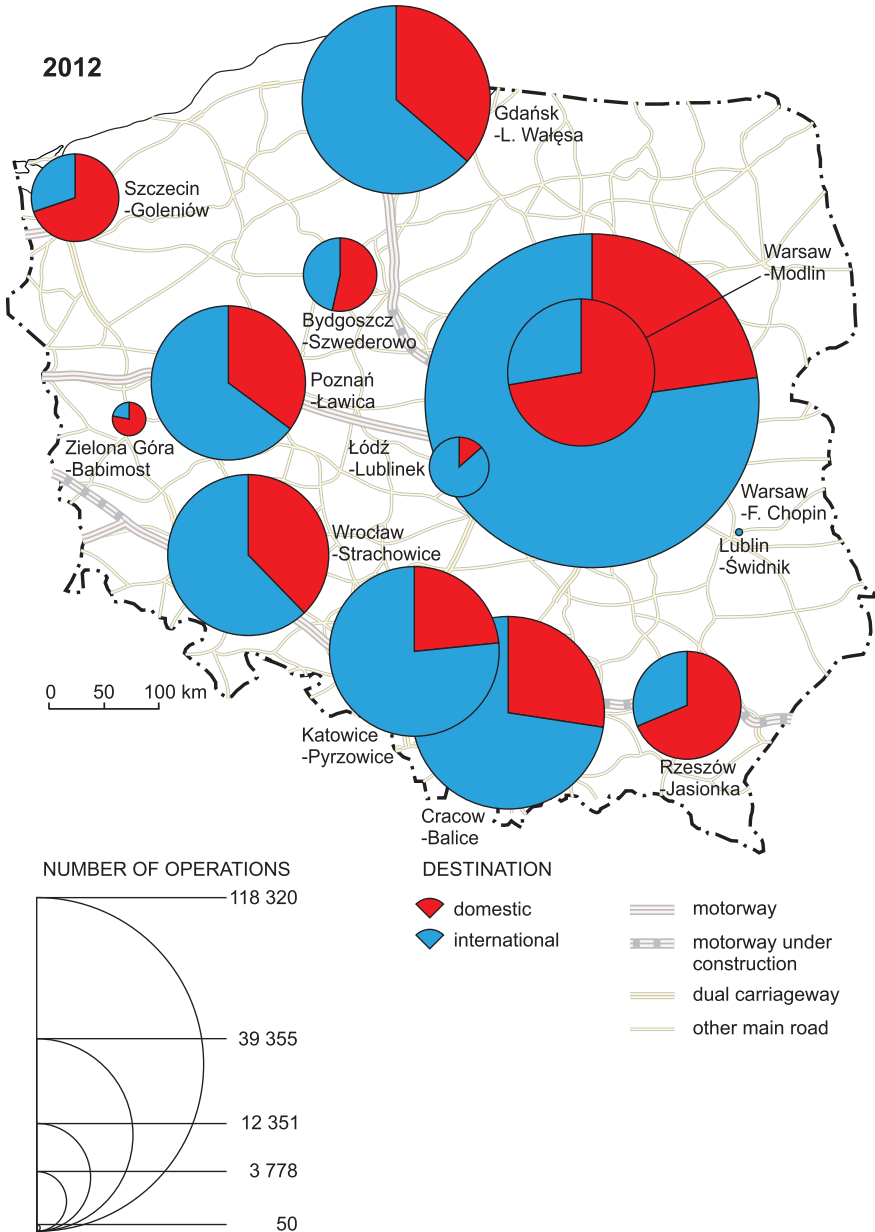 2012
Gdańsk
-L. Wałęsa
Szczecin
-Goleniów
Warsaw
-Modlin
Bydgoszcz
-Szwederowo
Poznań
-Ławica
Łódź
-Lublinek
Zielona Góra
-Babimost
Warsaw
-F. Chopin
Lublin
-Świdnik
Wrocław
-Strachowice
0 50 100 km
Katowice
-Pyrzowice
Rzeszów
-Jasionka
Cracow
-Balice
NUMBER OF OPERATIONS
118 320
39 355
12 351
3 778
50
DESTINATION
domestic
international
motorway
motorway under
construction
dual carriageway
other main road